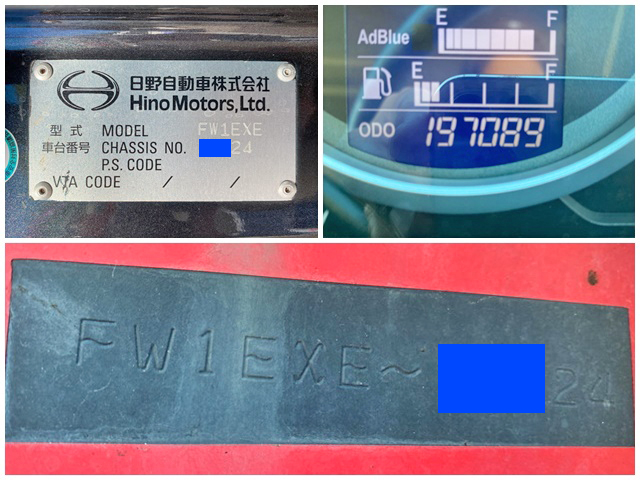 日野自動車株式会社
Hino Motors, Ltd.
型式 MODEL FW1EXE
車台番号 CHASSIS NO. 24
P.S. CODE
V/A CODE / /
AdBlue E F
E F
ODO 197089
FW1EXE~ 24